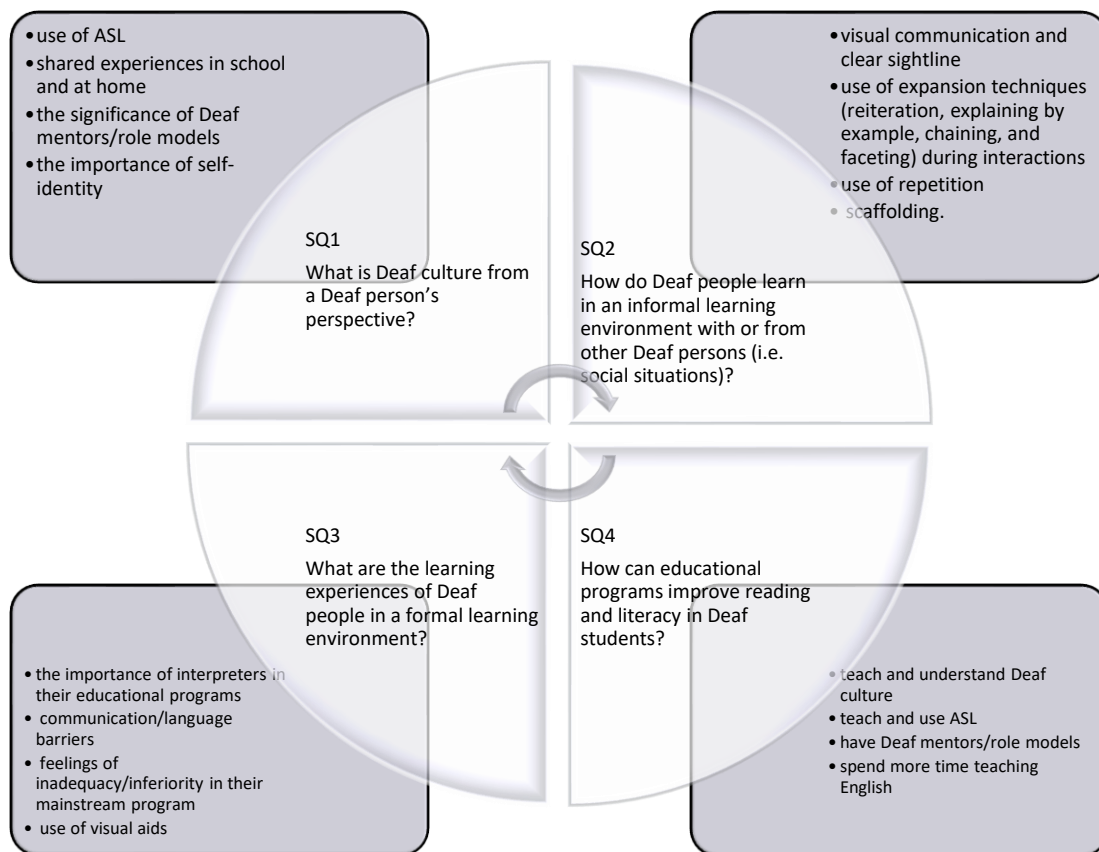 •use of ASL
•shared experiences in school
and at home
•the significance of Deaf
mentors/role models
•the importance of self-
identity
•visual communication and
clear sightline
•use of expansion techniques
(reiteration, explaining by
example, chaining, and
faceting) during interactions
•use of repetition
• scaffolding.
SQ1
What is Deaf culture from
a Deaf person’s
perspective?
SQ2
How do Deaf people learn
in an informal learning
environment with or from
other Deaf persons (i.e.
social situations)?
SQ3
What are the learning
experiences of Deaf
people in a formal learning
environment?
SQ4
How can educational
programs improve reading
and literacy in Deaf
students?
• the importance of interpreters in
their educational programs
• communication/language
barriers
• feelings of
inadequacy/inferiority in their
mainstream program
• use of visual aids
• teach and understand Deaf
culture
• teach and use ASL
• have Deaf mentors/role models
• spend more time teaching
English